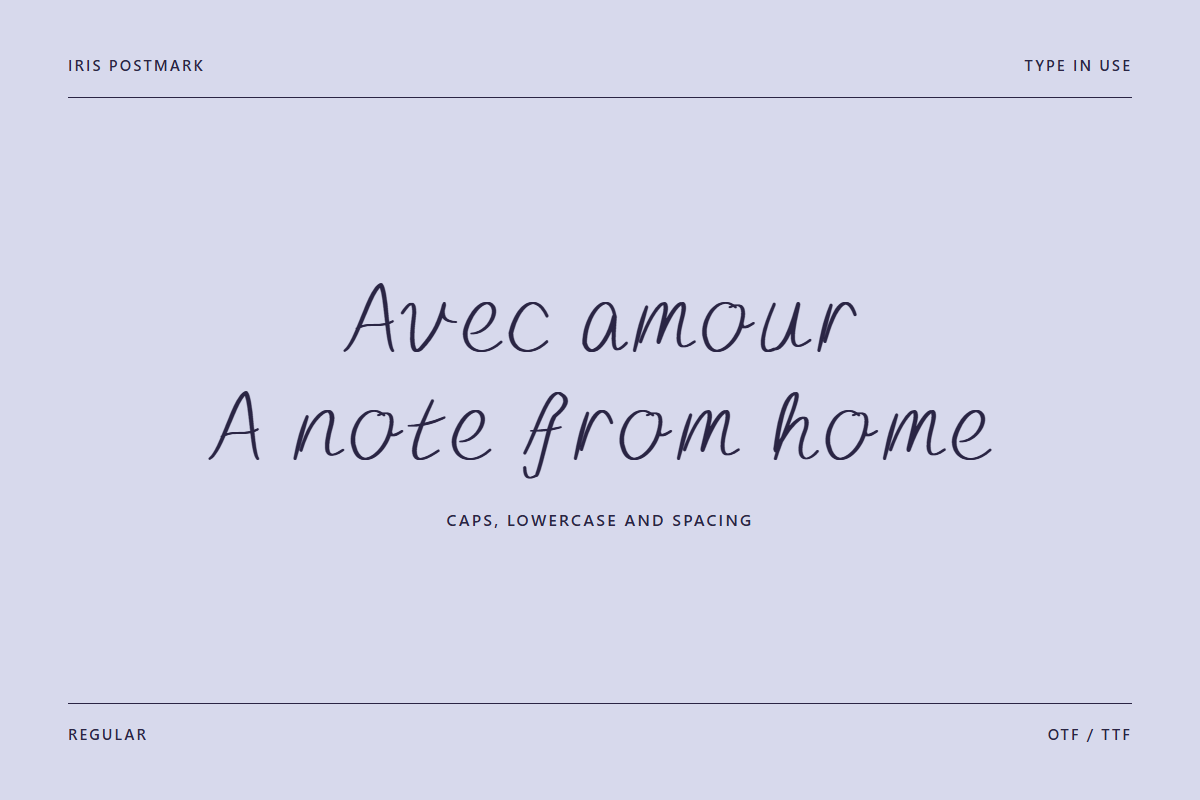 IRIS POSTMARK
TYPE IN USE
Avec amour
A note from home
CAPS, LOWERCASE AND SPACING
REGULAR
OTF / TTF